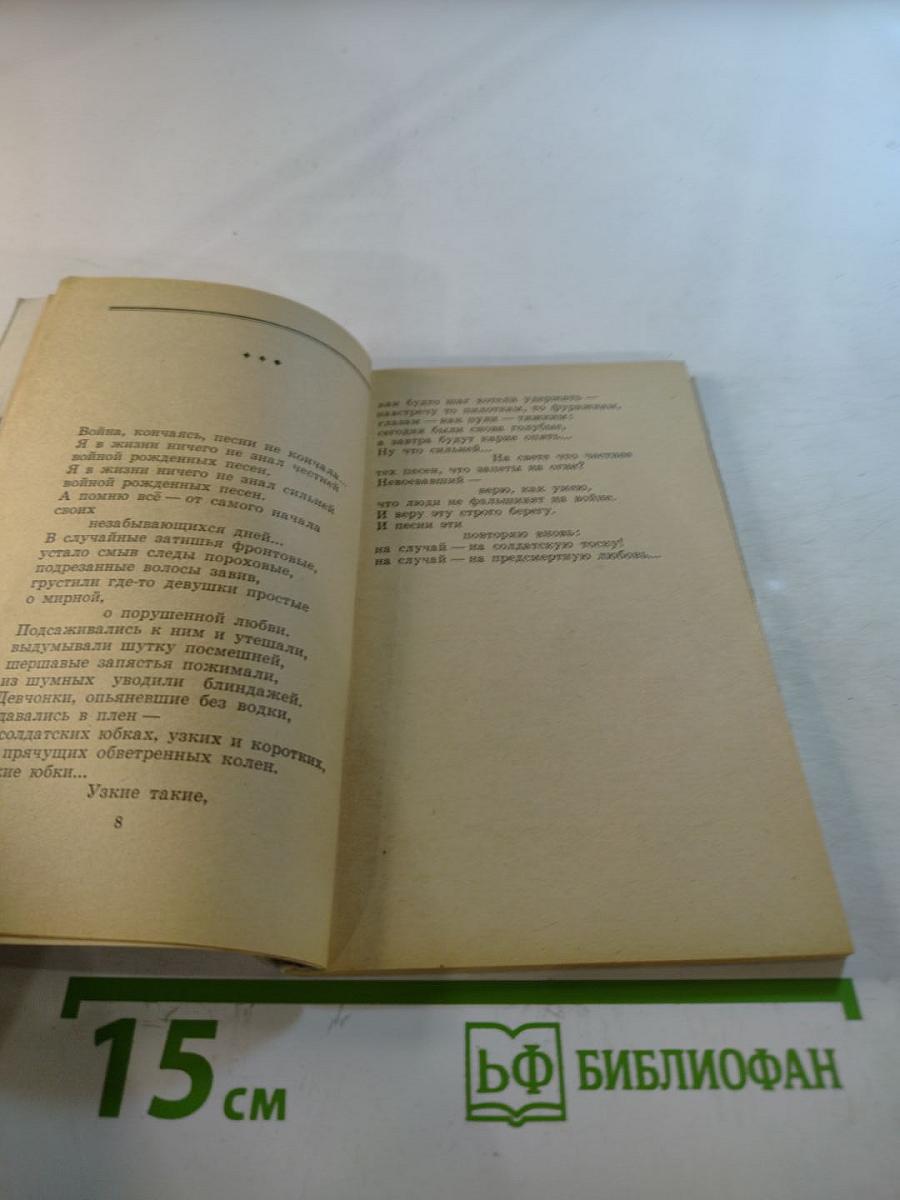 Война, кончаясь, песни не кончала...
Я в жизни ничего не знал честней
войной рожденных песен.
Я в жизни ничего не знал сильней
войной рожденных песен.
А помню всё — от самого начала
своих
незабывающихся дней...
В случайные затишья фронтовые,
устало смыв следы пороховые,
подрезанные волосы завив,
грустили где-то девушки простые
о мирной,
о порушенной любви.
Подсаживались к ним и утешали,
выдумывали шутку посмешней,
шершавые запястья пожимали,
из шумных уводили блиндажей.
Девчонки, опьяневшие без водки,
давались в плен —
солдатских юбках, узких и коротких,
прячущих обветренных колен.
кие юбки...
Узкие такие,
8
как будто шаг хотели удержать —
навстречу то пилоткам, то фуражкам,
глазам — как пули — тяжким:
сегодня были снова голубые,
а завтра будут карие опять...
Ну что сильней...
На свете что честнее
тех песен, что запеты на огне?
Невоевавший —
верю, как умею,
что люди не фальшивят на войне.
И веру эту строго берегу.
И песни эти
повторяю вновь:
на случай — на солдатскую тоску!
на случай — на предсмертную любовь...
15 см
ЬФ БИБЛИОФАН